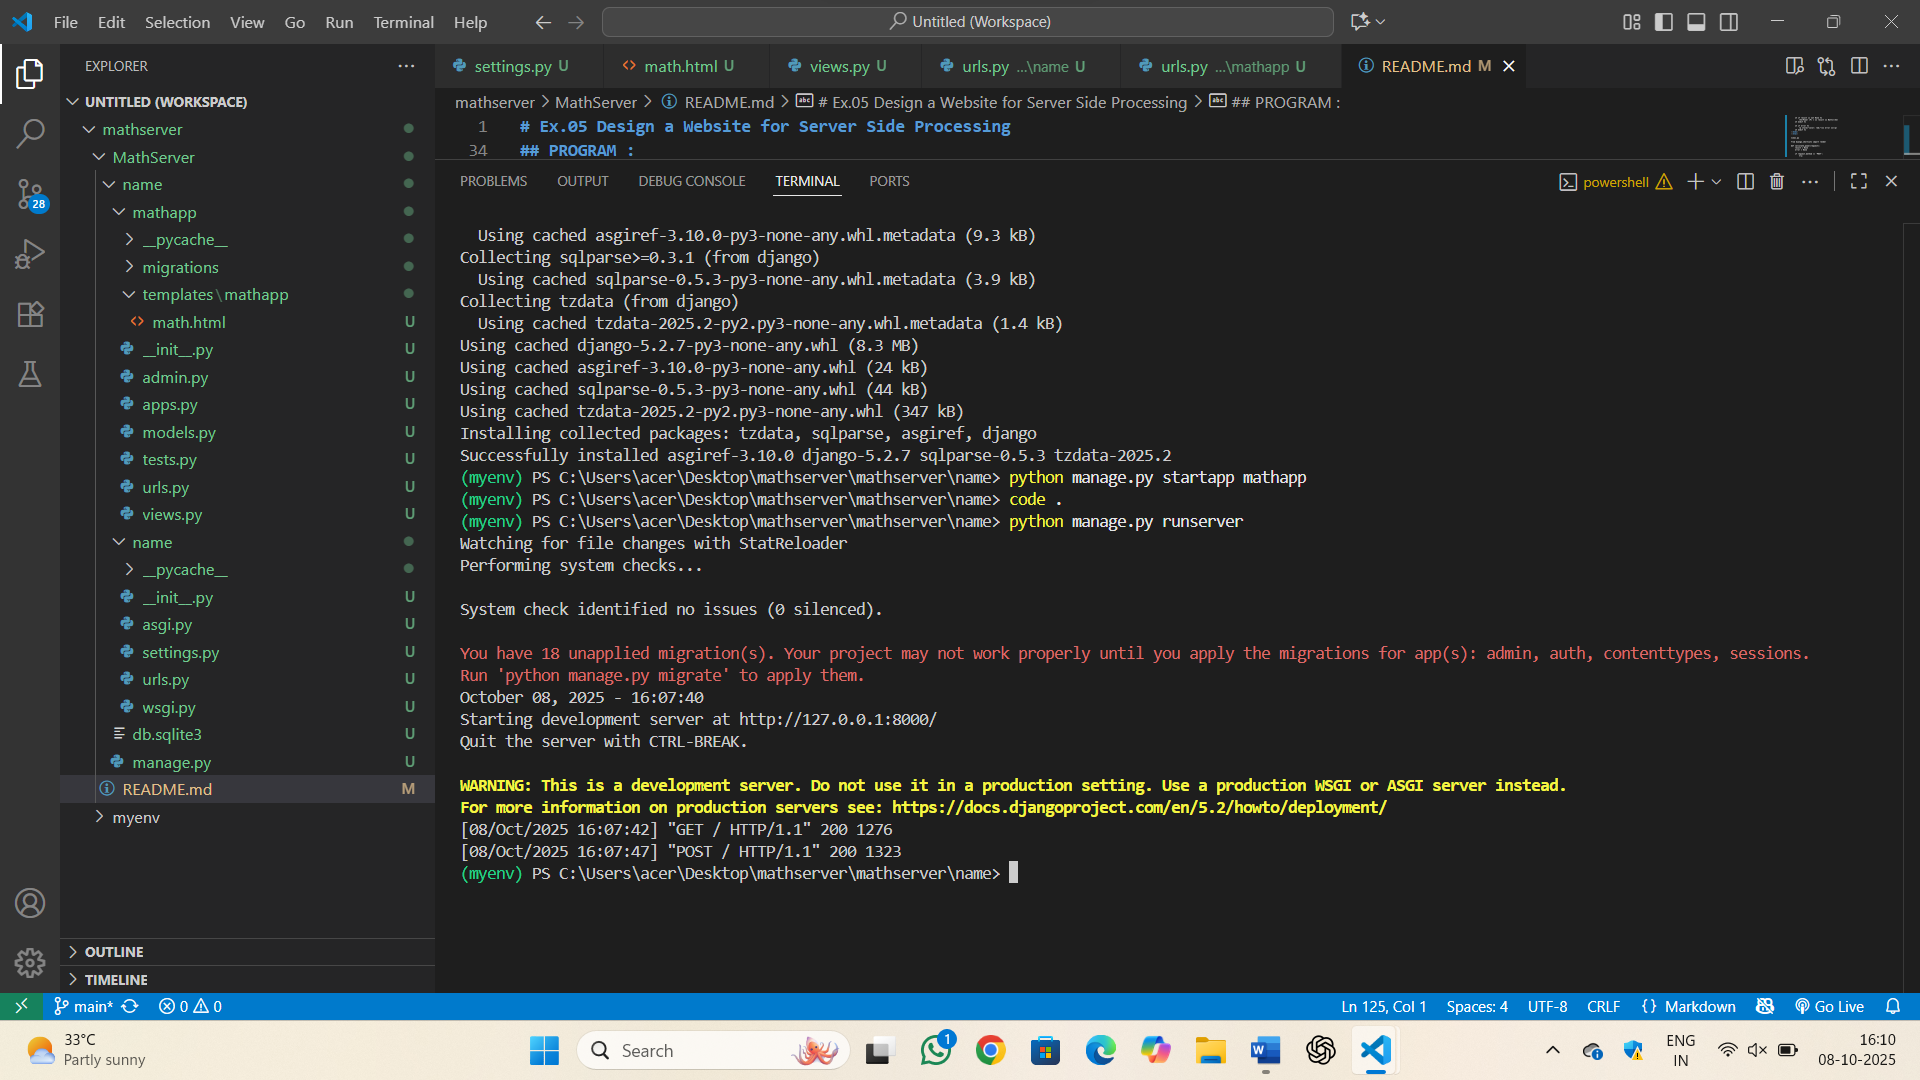 File Edit Selection View Go Run Terminal Help
Untitled (Workspace)
EXPLORER
settings.py U
math.html U
views.py U
urls.py ...\name U
urls.py ...\mathapp U
README.md M
mathserver > MathServer > README.md > # Ex.05 Design a Website for Server Side Processing > ## PROGRAM :
1 # Ex.05 Design a Website for Server Side Processing
34 ## PROGRAM :
UNTITLED (WORKSPACE)
mathserver
MathServer
name
mathapp
__pycache__
migrations
templates\mathapp
math.html U
__init__.py U
admin.py U
apps.py U
models.py U
tests.py U
urls.py U
views.py U
name
__pycache__
__init__.py U
asgi.py U
settings.py U
urls.py U
wsgi.py U
db.sqlite3 U
manage.py U
README.md M
myenv
OUTLINE
TIMELINE
28
PROBLEMS OUTPUT DEBUG CONSOLE TERMINAL PORTS
powershell
Using cached asgiref-3.10.0-py3-none-any.whl.metadata (9.3 kB)
Collecting sqlparse>=0.3.1 (from django)
Using cached sqlparse-0.5.3-py3-none-any.whl.metadata (3.9 kB)
Collecting tzdata (from django)
Using cached tzdata-2025.2-py2.py3-none-any.whl.metadata (1.4 kB)
Using cached django-5.2.7-py3-none-any.whl (8.3 MB)
Using cached asgiref-3.10.0-py3-none-any.whl (24 kB)
Using cached sqlparse-0.5.3-py3-none-any.whl (44 kB)
Using cached tzdata-2025.2-py2.py3-none-any.whl (347 kB)
Installing collected packages: tzdata, sqlparse, asgiref, django
Successfully installed asgiref-3.10.0 django-5.2.7 sqlparse-0.5.3 tzdata-2025.2
(myenv) PS C:\Users\acer\Desktop\mathserver\mathserver\name> python manage.py startapp mathapp
(myenv) PS C:\Users\acer\Desktop\mathserver\mathserver\name> code .
(myenv) PS C:\Users\acer\Desktop\mathserver\mathserver\name> python manage.py runserver
Watching for file changes with StatReloader
Performing system checks...
System check identified no issues (0 silenced).
You have 18 unapplied migration(s). Your project may not work properly until you apply the migrations for app(s): admin, auth, contenttypes, sessions.
Run 'python manage.py migrate' to apply them.
October 08, 2025 - 16:07:40
Starting development server at http://127.0.0.1:8000/
Quit the server with CTRL-BREAK.
WARNING: This is a development server. Do not use it in a production setting. Use a production WSGI or ASGI server instead.
For more information on production servers see: https://docs.djangoproject.com/en/5.2/howto/deployment/
[08/Oct/2025 16:07:42] "GET / HTTP/1.1" 200 1276
[08/Oct/2025 16:07:47] "POST / HTTP/1.1" 200 1323
(myenv) PS C:\Users\acer\Desktop\mathserver\mathserver\name>
main* 0 0 Ln 125, Col 1 Spaces: 4 UTF-8 CRLF {} Markdown Go Live
33°C
Partly sunny
Search
1
ENG
IN
16:10
08-10-2025